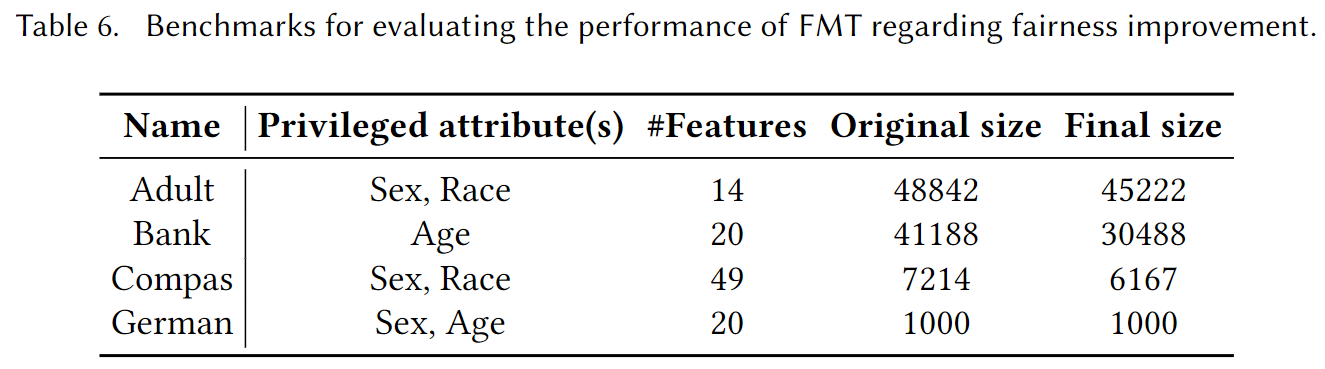 Table 6. Benchmarks for evaluating the performance of FMT regarding fairness improvement.
Name Privileged attribute(s) #Features Original size Final size
Adult Sex, Race 14 48842 45222
Bank Age 20 41188 30488
Compas Sex, Race 49 7214 6167
German Sex, Age 20 1000 1000